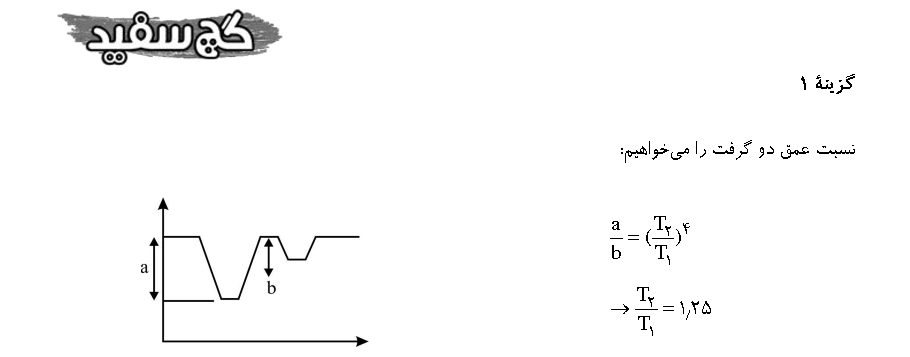 گچ سفید
گزینهٔ ۱
نسبت عمق دو گرفت را می‌خواهیم:
a/b = (T۲/T۱)^۴
→ T۲/T۱ = ۱٫۲۵
a
b